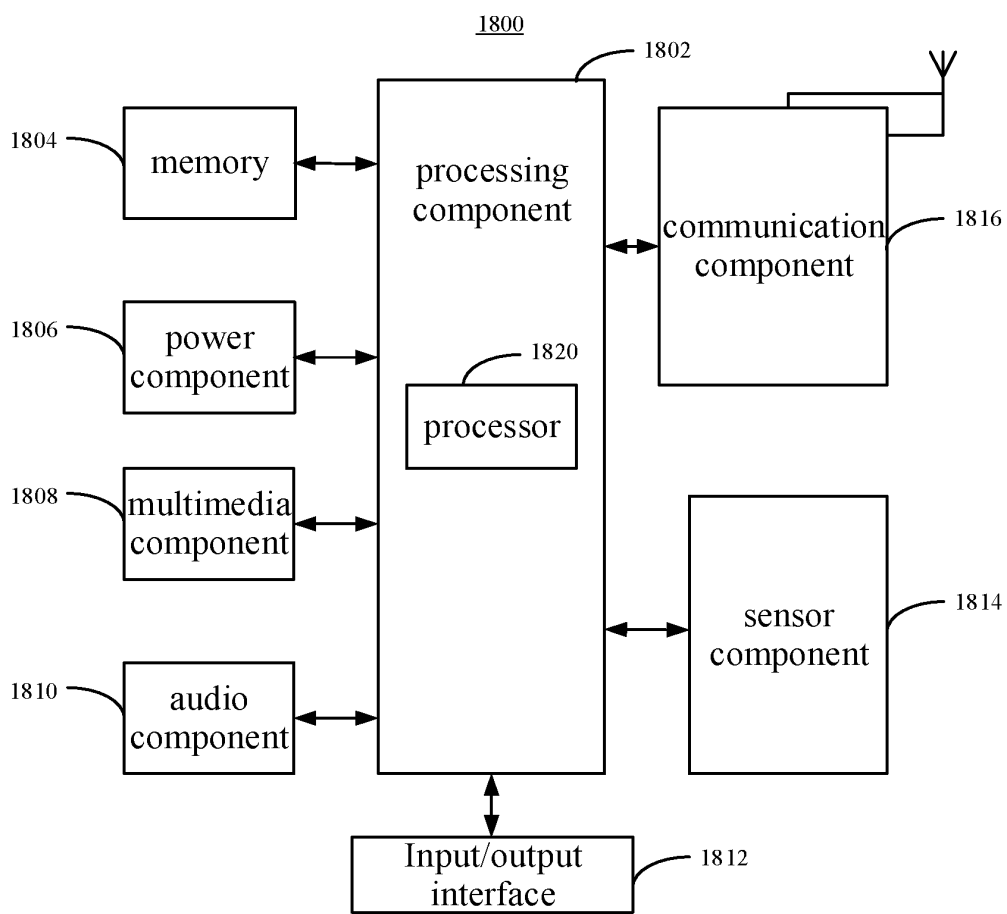 1800
1802
1804
memory
processing
component
communication
component
1816
1806
power
component
1820
processor
1808
multimedia
component
sensor
component
1814
1810
audio
component
Input/output
interface
1812